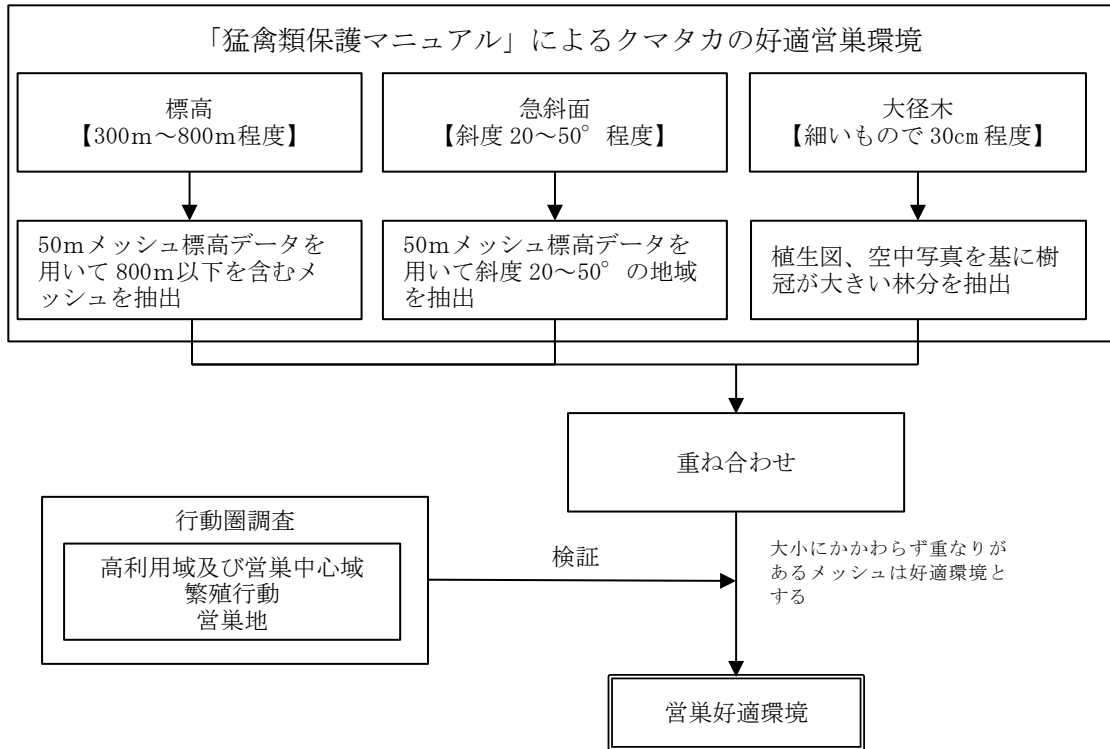 「猛禽類保護マニュアル」によるクマタカの好適営巣環境
標高
【300m～800m程度】
急斜面
【斜度 20～50°程度】
大径木
【細いもので 30cm 程度】
50mメッシュ標高データを
用いて 800m以下を含むメ
ッシュを抽出
50mメッシュ標高データを
用いて斜度 20～50°の地域
を抽出
植生図、空中写真を基に樹
冠が大きい林分を抽出
重ね合わせ
行動圏調査
高利用域及び営巣中心域
繁殖行動
営巣地
検証
大小にかかわらず重なりが
あるメッシュは好適環境と
する
営巣好適環境